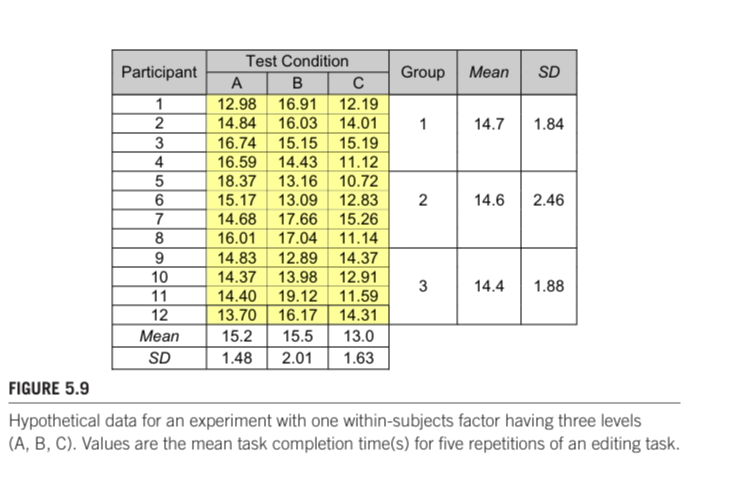 Participant Test Condition Group Mean SD
A B C
1 12.98 16.91 12.19
2 14.84 16.03 14.01 1 14.7 1.84
3 16.74 15.15 15.19
4 16.59 14.43 11.12
5 18.37 13.16 10.72
6 15.17 13.09 12.83 2 14.6 2.46
7 14.68 17.66 15.26
8 16.01 17.04 11.14
9 14.83 12.89 14.37
10 14.37 13.98 12.91 3 14.4 1.88
11 14.40 19.12 11.59
12 13.70 16.17 14.31
Mean 15.2 15.5 13.0
SD 1.48 2.01 1.63
FIGURE 5.9
Hypothetical data for an experiment with one within-subjects factor having three levels
(A, B, C). Values are the mean task completion time(s) for five repetitions of an editing task.